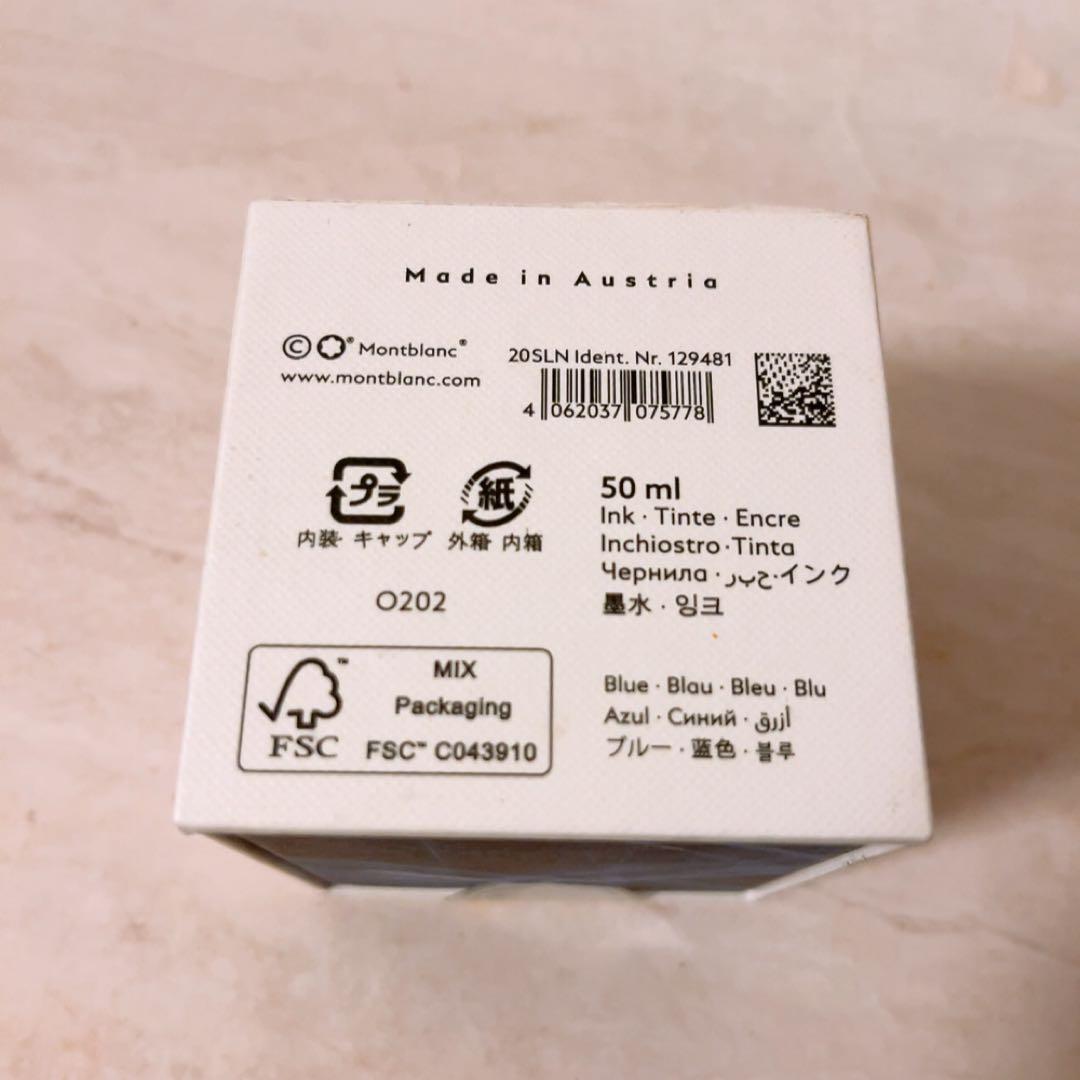 Made in Austria
© ® Montblanc®
www.montblanc.com
20SLN Ident. Nr. 129481
4 062037 075778
プラ
内装 キャップ
紙
外箱 内箱
50 ml
Ink · Tinte · Encre
Inchiostro · Tinta
Чернила · حبر · インク
墨水 · 잉크
O202
FSC™
MIX
Packaging
FSC™ C043910
Blue · Blau · Bleu · Blu
Azul · Синий · أزرق
ブルー · 蓝色 · 블루